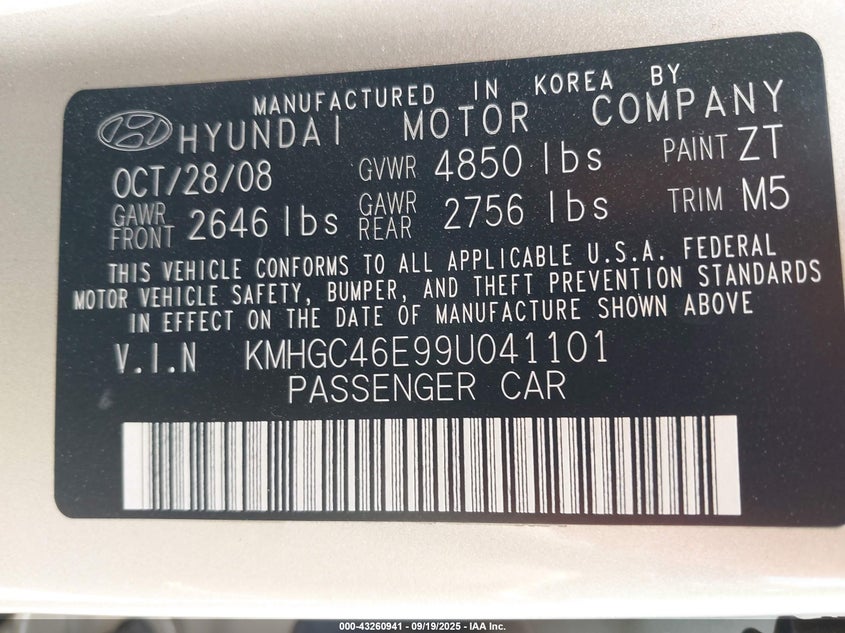 MANUFACTURED IN KOREA BY
HYUNDAI MOTOR COMPANY
OCT/28/08 GVWR 4850 lbs PAINT ZT
GAWR FRONT 2646 lbs GAWR REAR 2756 lbs TRIM M5
THIS VEHICLE CONFORMS TO ALL APPLICABLE U.S.A. FEDERAL
MOTOR VEHICLE SAFETY, BUMPER, AND THEFT PREVENTION STANDARDS
IN EFFECT ON THE DATE OF MANUFACTURE SHOWN ABOVE
V.I.N KMHGC46E99U041101
PASSENGER CAR
000-43260941 - 09/19/2025 - IAA Inc.